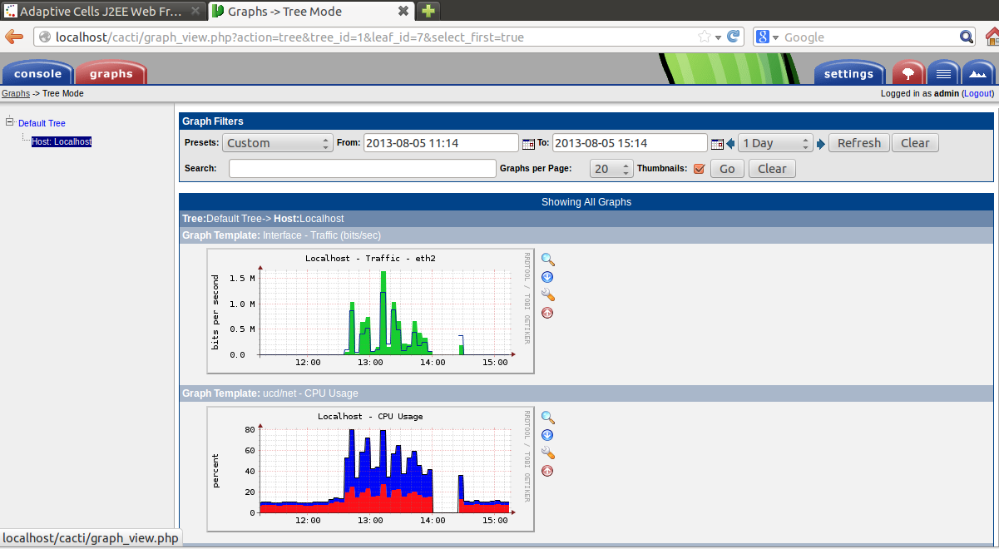 Adaptive Cells J2EE Web Fr...
Graphs -> Tree Mode
localhost/cacti/graph_view.php?action=tree&tree_id=1&leaf_id=7&select_first=true
8 Google
console graphs settings
Graphs -> Tree Mode
Logged in as admin (Logout)
Default Tree
Host: Localhost
Graph Filters
Presets: Custom From: 2013-08-05 11:14 To: 2013-08-05 15:14 1 Day Refresh Clear
Search: Graphs per Page: 20 Thumbnails: Go Clear
Showing All Graphs
Tree:Default Tree-> Host:Localhost
Graph Template: Interface - Traffic (bits/sec)
Localhost - Traffic - eth2
bits per second
1.5 M
1.0 M
0.5 M
0.0
12:00 13:00 14:00 15:00
RRDTOOL / TOBI OETIKER
Graph Template: ucd/net - CPU Usage
Localhost - CPU Usage
percent
80
60
40
20
0
12:00 13:00 14:00 15:00
RRDTOOL / TOBI OETIKER
localhost/cacti/graph_view.php